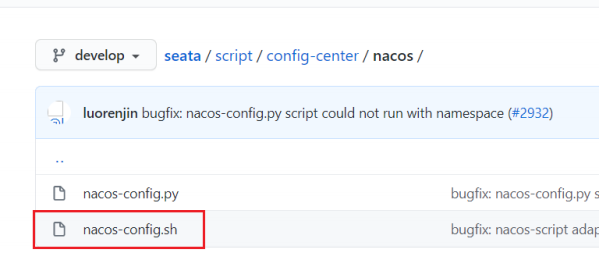 develop seata / script / config-center / nacos /
luorenjin bugfix: nacos-config.py script could not run with namespace (#2932)
..
nacos-config.py bugfix: nacos-config.py s
nacos-config.sh bugfix: nacos-script adap